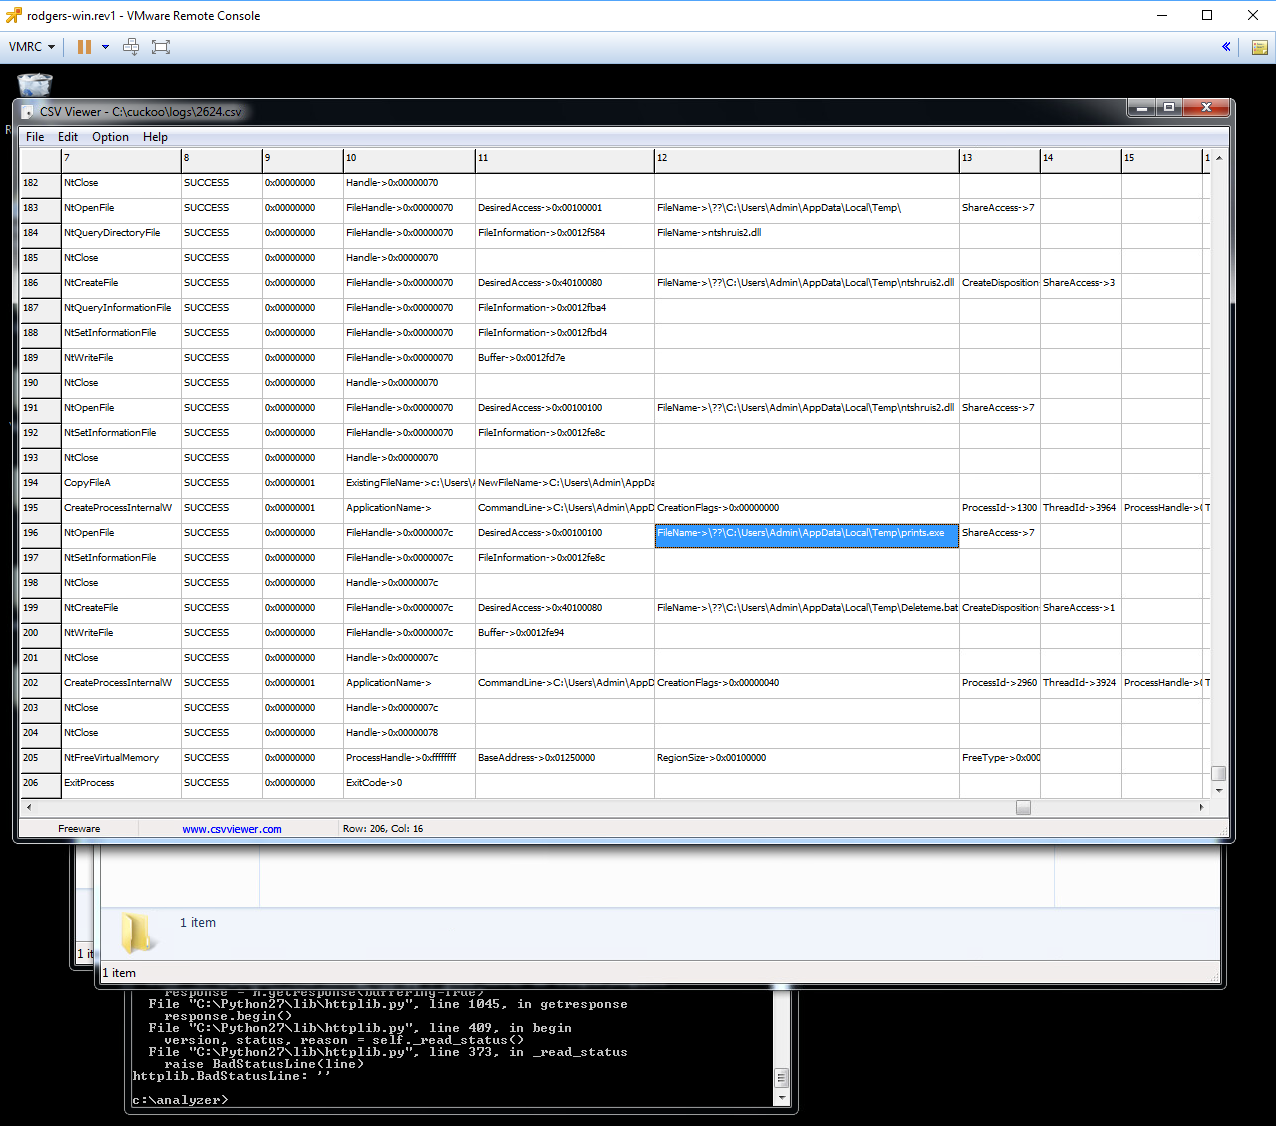 rodgers-win.rev1 - VMware Remote Console
VMRC
CSV Viewer - C:\cuckoo\logs\2624.csv
File Edit Option Help
7 8 9 10 11 12 13 14 15 1
182 NtClose SUCCESS 0x00000000 Handle->0x00000070
183 NtOpenFile SUCCESS 0x00000000 FileHandle->0x00000070 DesiredAccess->0x00100001 FileName->\??\C:\Users\Admin\AppData\Local\Temp\ ShareAccess->7
184 NtQueryDirectoryFile SUCCESS 0x00000000 FileHandle->0x00000070 FileInformation->0x0012f584 FileName->ntshruis2.dll
185 NtClose SUCCESS 0x00000000 Handle->0x00000070
186 NtCreateFile SUCCESS 0x00000000 FileHandle->0x00000070 DesiredAccess->0x40100080 FileName->\??\C:\Users\Admin\AppData\Local\Temp\ntshruis2.dll CreateDisposition ShareAccess->3
187 NtQueryInformationFile SUCCESS 0x00000000 FileHandle->0x00000070 FileInformation->0x0012fba4
188 NtSetInformationFile SUCCESS 0x00000000 FileHandle->0x00000070 FileInformation->0x0012fbd4
189 NtWriteFile SUCCESS 0x00000000 FileHandle->0x00000070 Buffer->0x0012fd7e
190 NtClose SUCCESS 0x00000000 Handle->0x00000070
191 NtOpenFile SUCCESS 0x00000000 FileHandle->0x00000070 DesiredAccess->0x00100100 FileName->\??\C:\Users\Admin\AppData\Local\Temp\ntshruis2.dll ShareAccess->7
192 NtSetInformationFile SUCCESS 0x00000000 FileHandle->0x00000070 FileInformation->0x0012fe8c
193 NtClose SUCCESS 0x00000000 Handle->0x00000070
194 CopyFileA SUCCESS 0x00000001 ExistingFileName->c:\Users\A NewFileName->C:\Users\Admin\AppDa
195 CreateProcessInternalW SUCCESS 0x00000001 ApplicationName-> CommandLine->C:\Users\Admin\AppD CreationFlags->0x00000000 ProcessId->1300 ThreadId->3964 ProcessHandle->( T
196 NtOpenFile SUCCESS 0x00000000 FileHandle->0x0000007c DesiredAccess->0x00100100 FileName->\??\C:\Users\Admin\AppData\Local\Temp\prints.exe ShareAccess->7
197 NtSetInformationFile SUCCESS 0x00000000 FileHandle->0x0000007c FileInformation->0x0012fe8c
198 NtClose SUCCESS 0x00000000 Handle->0x0000007c
199 NtCreateFile SUCCESS 0x00000000 FileHandle->0x0000007c DesiredAccess->0x40100080 FileName->\??\C:\Users\Admin\AppData\Local\Temp\Deleteme.bat CreateDisposition ShareAccess->1
200 NtWriteFile SUCCESS 0x00000000 FileHandle->0x0000007c Buffer->0x0012fe94
201 NtClose SUCCESS 0x00000000 Handle->0x0000007c
202 CreateProcessInternalW SUCCESS 0x00000001 ApplicationName-> CommandLine->C:\Users\Admin\AppD CreationFlags->0x00000040 ProcessId->2960 ThreadId->3924 ProcessHandle->( T
203 NtClose SUCCESS 0x00000000 Handle->0x0000007c
204 NtClose SUCCESS 0x00000000 Handle->0x00000078
205 NtFreeVirtualMemory SUCCESS 0x00000000 ProcessHandle->0xffffffff BaseAddress->0x01250000 RegionSize->0x00100000 FreeType->0x000
206 ExitProcess SUCCESS 0x00000000 ExitCode->0
Freeware www.csvviewer.com Row: 206, Col: 16
1 item
1 it
1 item
File "C:\Python27\lib\httplib.py", line 1045, in getresponse
response.begin()
File "C:\Python27\lib\httplib.py", line 409, in begin
version, status, reason = self._read_status()
File "C:\Python27\lib\httplib.py", line 373, in _read_status
raise BadStatusLine(line)
httplib.BadStatusLine: ''
c:\analyzer>